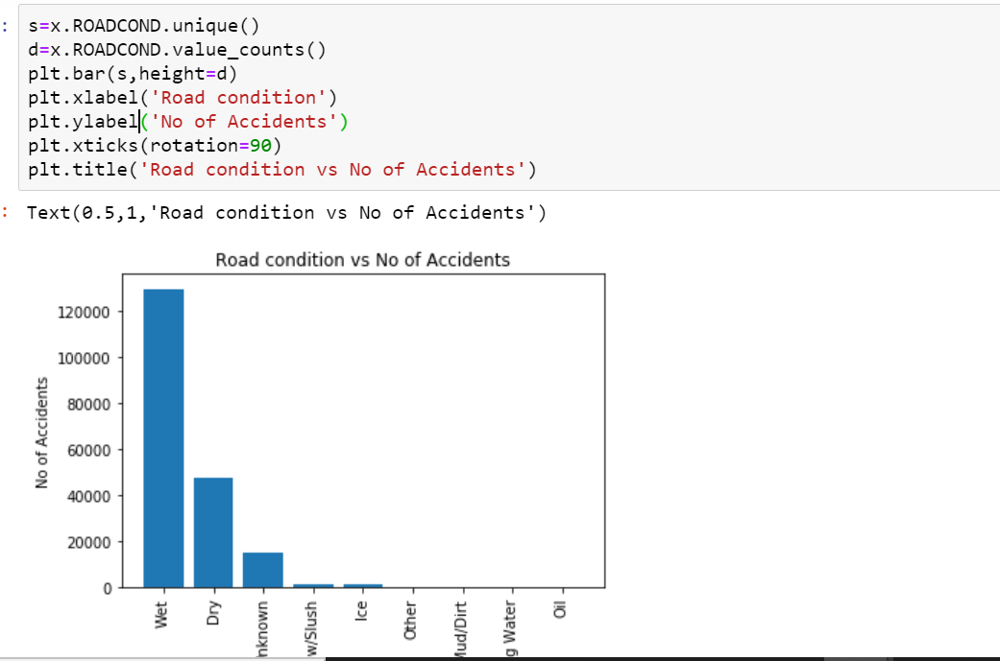 : s=x.ROADCOND.unique()
d=x.ROADCOND.value_counts()
plt.bar(s,height=d)
plt.xlabel('Road condition')
plt.ylabel('No of Accidents')
plt.xticks(rotation=90)
plt.title('Road condition vs No of Accidents')
: Text(0.5,1,'Road condition vs No of Accidents')
Road condition vs No of Accidents
120000
100000
80000
60000
40000
20000
0
No of Accidents
Wet
Dry
nknown
w/Slush
Ice
Other
Mud/Dirt
g Water
Oil